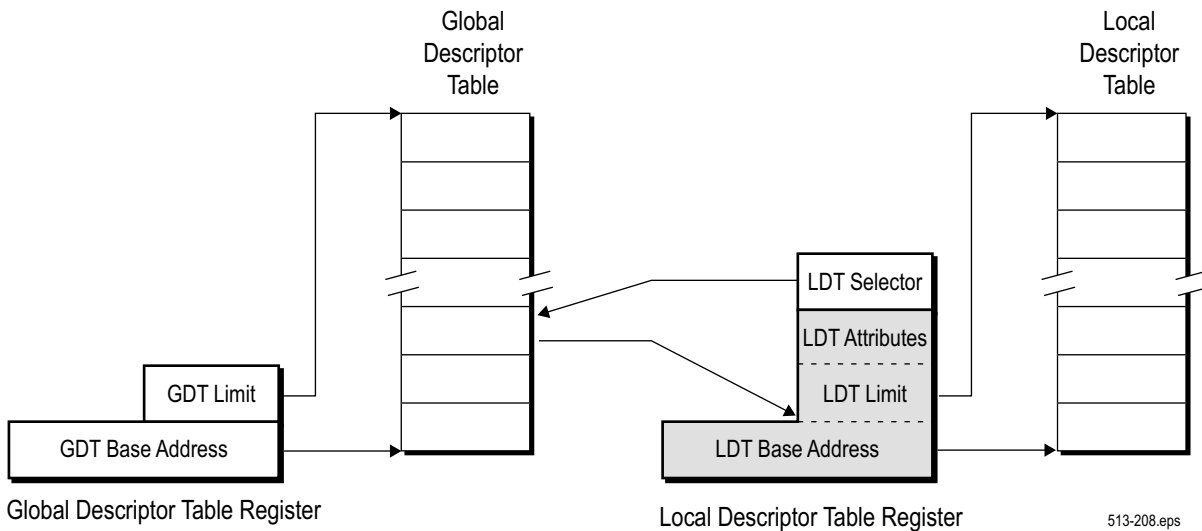 Global
Descriptor
Table
Local
Descriptor
Table
LDT Selector
LDT Attributes
GDT Limit
LDT Limit
GDT Base Address
LDT Base Address
Global Descriptor Table Register
Local Descriptor Table Register
513-208.eps